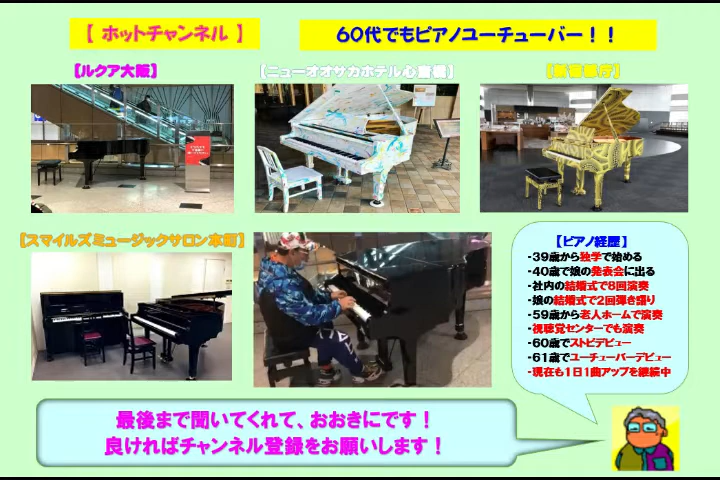 【 ホットチャンネル 】
60代でもピアノユーチューバー！！
【ルクア大阪】
【ニューオオサカホテル心斎橋】
【新宿都庁】
【スマイルズミュージックサロン本町】
【ピアノ経歴】
-39歳から独学で始める
-40歳で娘の発表会に出る
-社内の結婚式で8回演奏
-娘の結婚式で2回弾き語り
-59歳から老人ホームで演奏
-視聴覚センターでも演奏
-60歳でストピデビュー
-61歳でユーチューバーデビュー
-現在も1日1曲アップを継続中
最後まで聞いてくれて、おおきにです！
良ければチャンネル登録をお願いします！